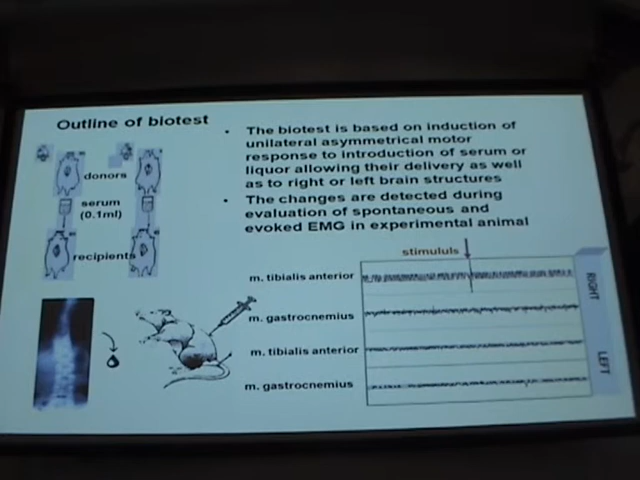 Outline of biotest
• The biotest is based on induction of
unilateral asymmetrical motor
response to introduction of serum or
liquor allowing their delivery as well
as to right or left brain structures
• The changes are detected during
evaluation of spontaneous and
evoked EMG in experimental animal
donors
serum
(0.1ml)
recipients
stimululs
m. tibialis anterior
m. gastrocnemius
m. tibialis anterior
m. gastrocnemius
RIGHT
LEFT